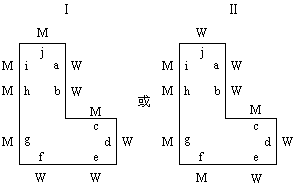 I II
M W
j j
M i a W M i a W
M h b W 或 M h b W
M M
c c
M g d W M g d W
f e f e
W W M W